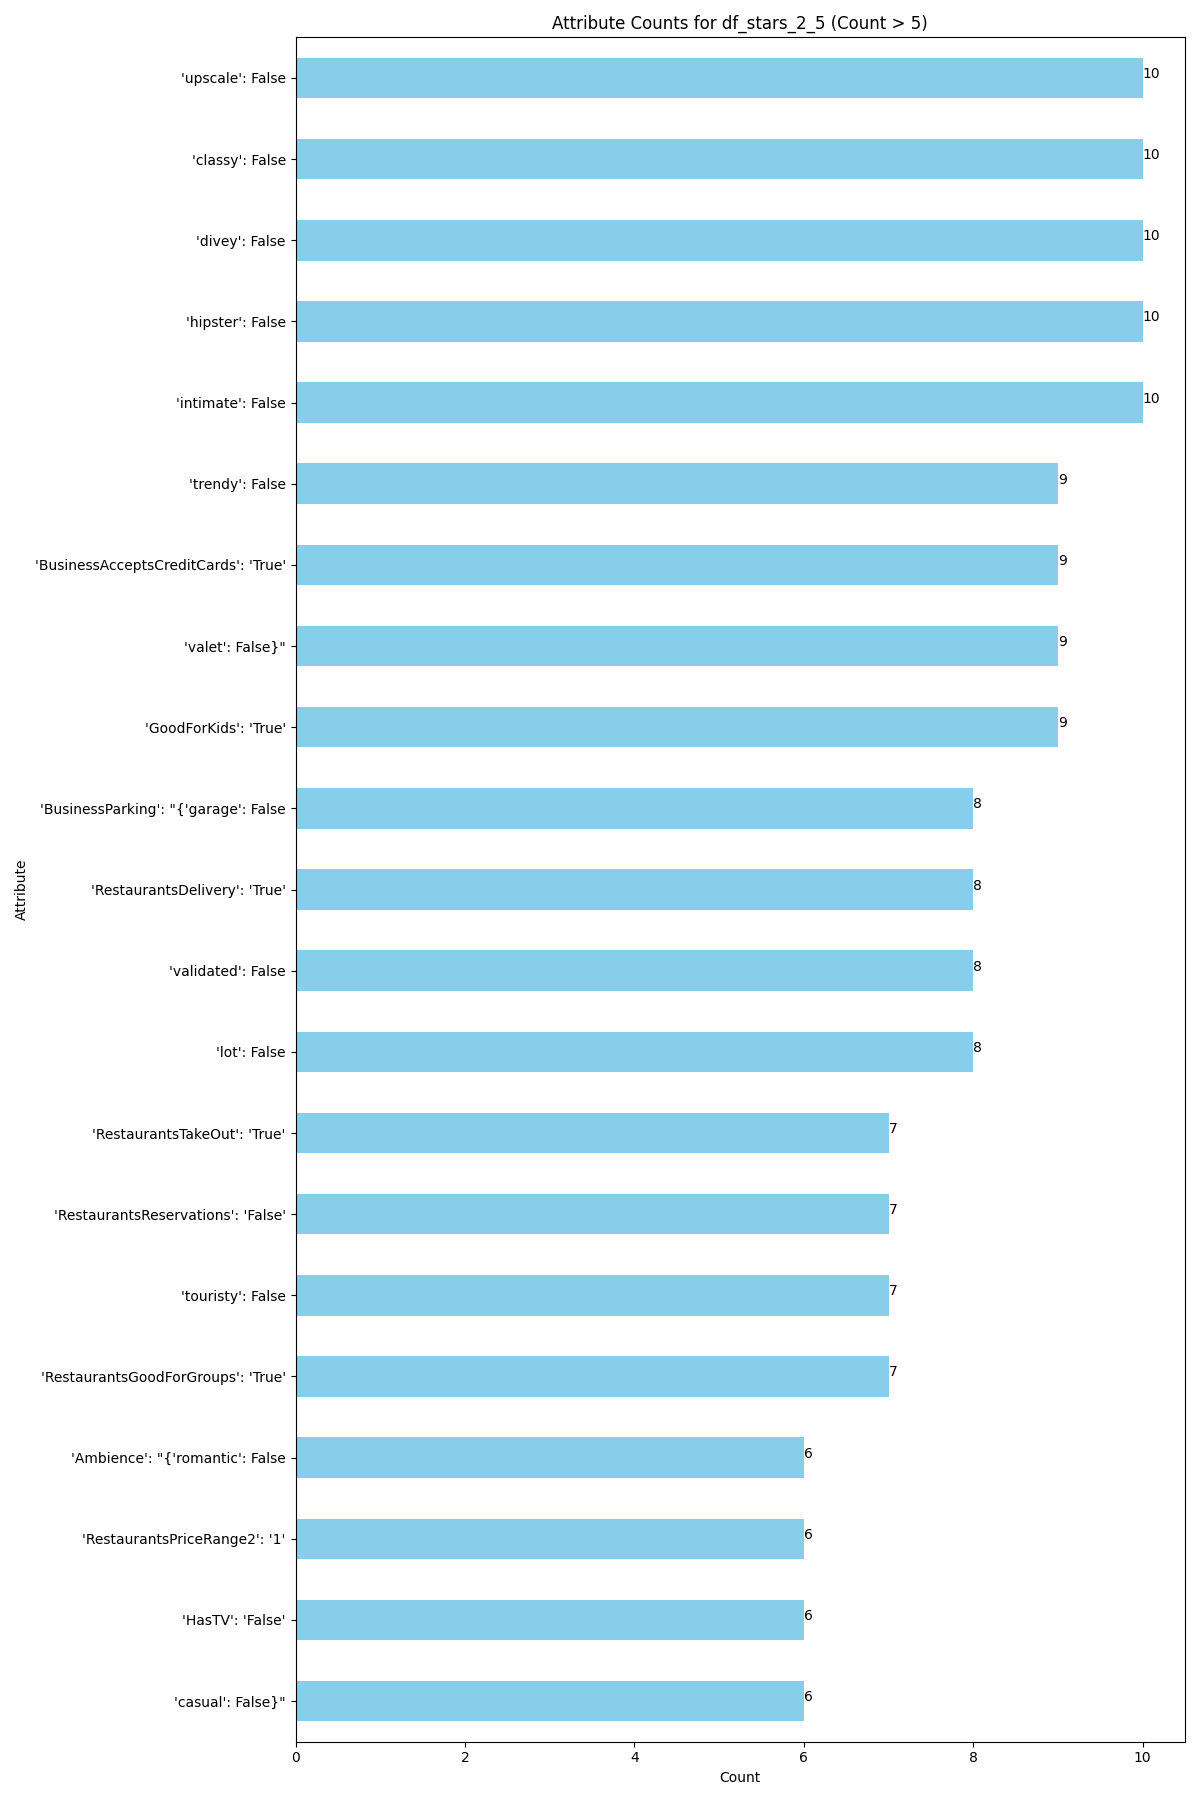 Attribute Counts for df_stars_2_5 (Count > 5)
'upscale': False 10
'classy': False 10
'divey': False 10
'hipster': False 10
'intimate': False 10
'trendy': False 9
'BusinessAcceptsCreditCards': 'True' 9
'valet': False}" 9
'GoodForKids': 'True' 9
'BusinessParking': "{'garage': False 8
'RestaurantsDelivery': 'True' 8
'validated': False 8
'lot': False 8
'RestaurantsTakeOut': 'True' 7
'RestaurantsReservations': 'False' 7
'touristy': False 7
'RestaurantsGoodForGroups': 'True' 7
'Ambience': "{'romantic': False 6
'RestaurantsPriceRange2': '1' 6
'HasTV': 'False' 6
'casual': False}" 6
Attribute
0 2 4 6 8 10
Count